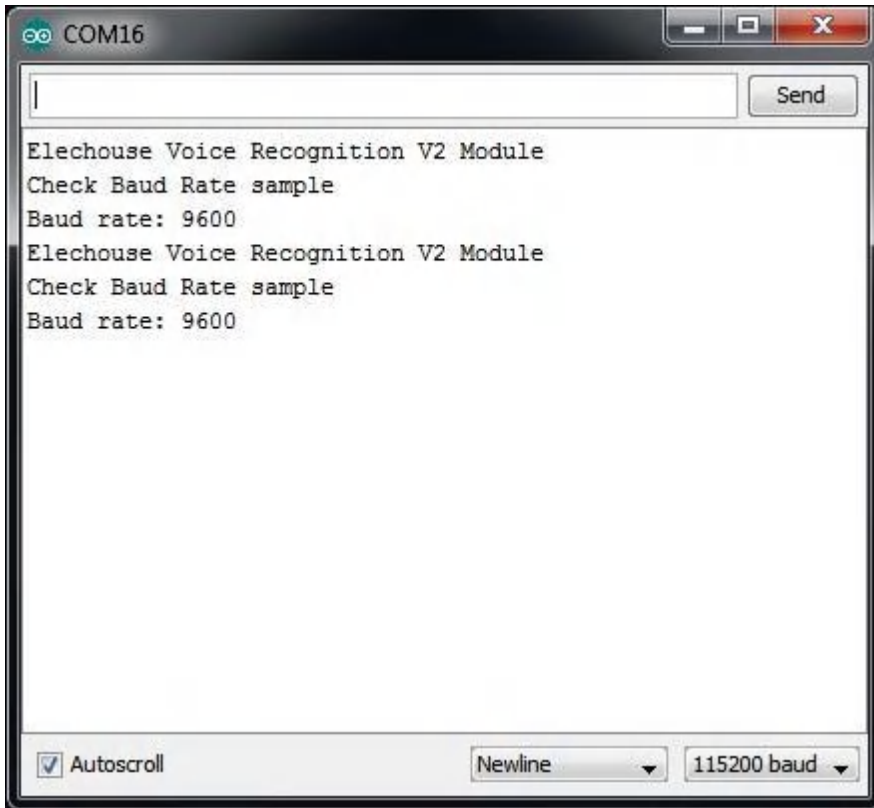 COM16
Send
Elechouse Voice Recognition V2 Module
Check Baud Rate sample
Baud rate: 9600
Elechouse Voice Recognition V2 Module
Check Baud Rate sample
Baud rate: 9600
Autoscroll
Newline
115200 baud